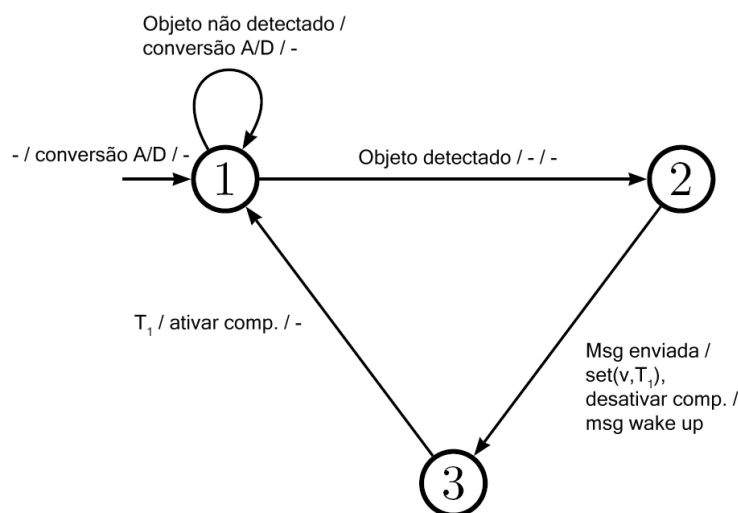 Objeto não detectado /
conversão A/D / -
- / conversão A/D / -
1
Objeto detectado / - / -
2
T₁ / ativar comp. / -
Msg enviada /
set(v,T₁),
desativar comp. /
msg wake up
3